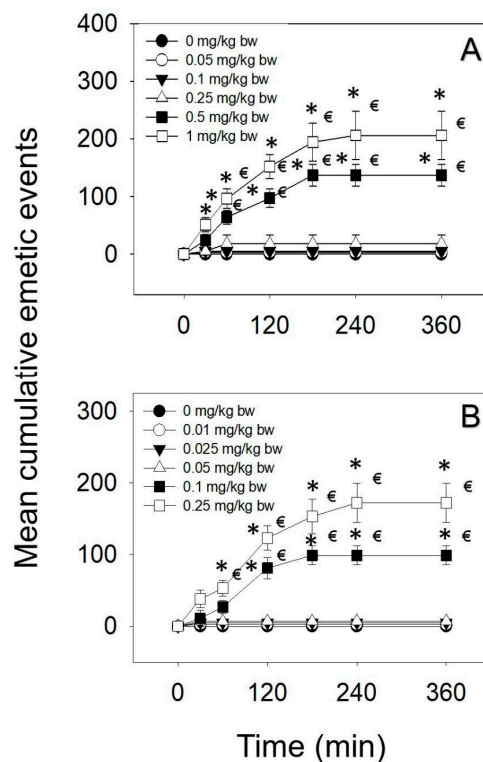 Mean cumulative emetic events
400
300
200
100
0
A
0 mg/kg bw
0.05 mg/kg bw
0.1 mg/kg bw
0.25 mg/kg bw
0.5 mg/kg bw
1 mg/kg bw
* * * * * * *
€ € € € €
* * * *
€ € € € €
0 120 240 360
300
200
100
0
B
0 mg/kg bw
0.01 mg/kg bw
0.025 mg/kg bw
0.05 mg/kg bw
0.1 mg/kg bw
0.25 mg/kg bw
* * * * *
€ € € € €
* * * *
€ € € €
0 120 240 360
Time (min)